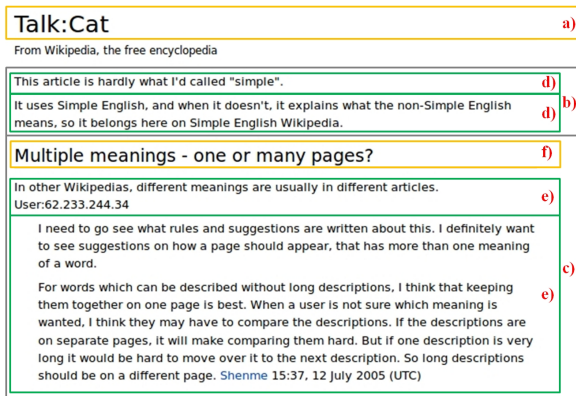 Talk:Cat a)
From Wikipedia, the free encyclopedia
This article is hardly what I'd called "simple". d)
b)
It uses Simple English, and when it doesn't, it explains what the non-Simple English
means, so it belongs here on Simple English Wikipedia. d)
Multiple meanings - one or many pages? f)
In other Wikipedias, different meanings are usually in different articles.
User:62.233.244.34 e)
I need to go see what rules and suggestions are written about this. I definitely want
to see suggestions on how a page should appear, that has more than one meaning
of a word. c)
For words which can be described without long descriptions, I think that keeping
them together on one page is best. When a user is not sure which meaning is e)
wanted, I think they may have to compare the descriptions. If the descriptions are
on separate pages, it will make comparing them hard. But if one description is very
long it would be hard to move over it to the next description. So long descriptions
should be on a different page. Shenme 15:37, 12 July 2005 (UTC)